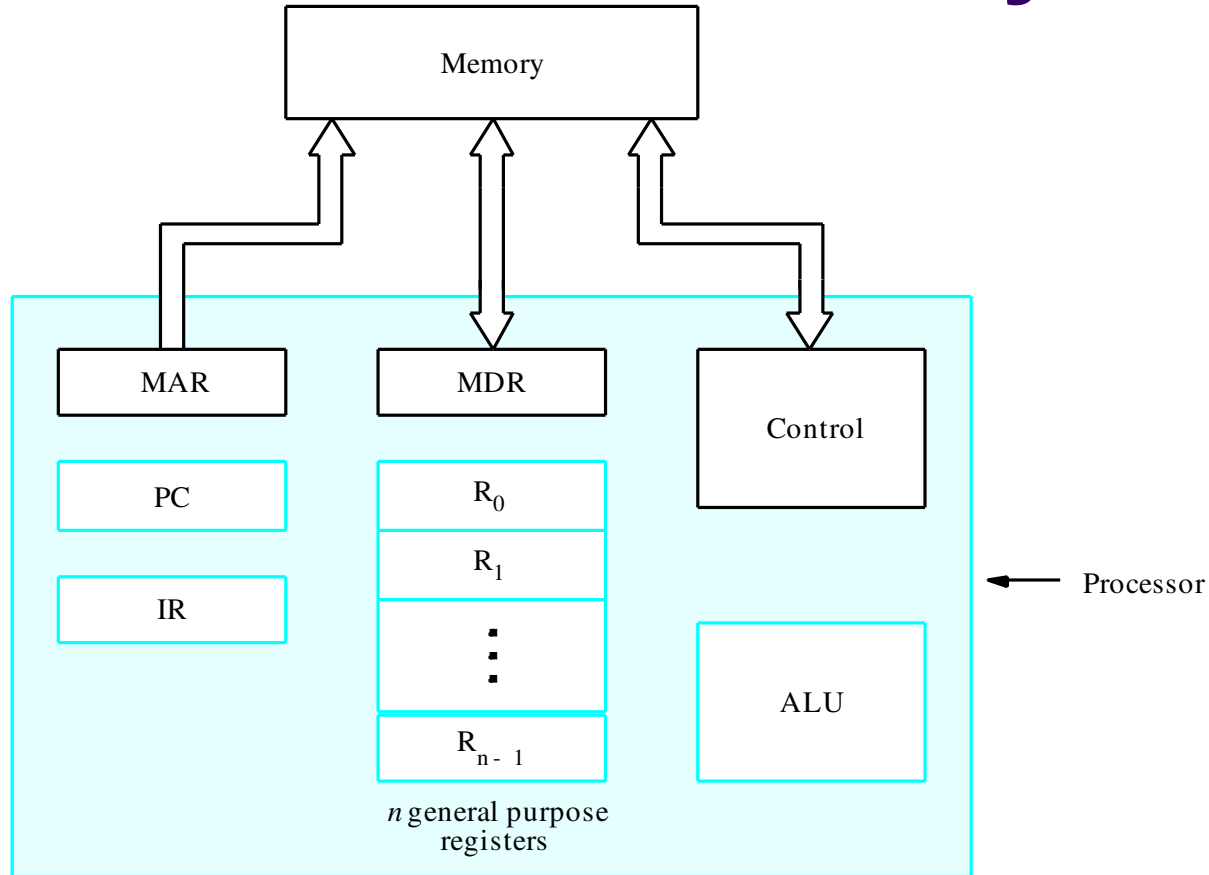 Memory
MAR
MDR
Control
PC
R0
R1
IR
Processor
ALU
Rn- 1
n general purpose
registers